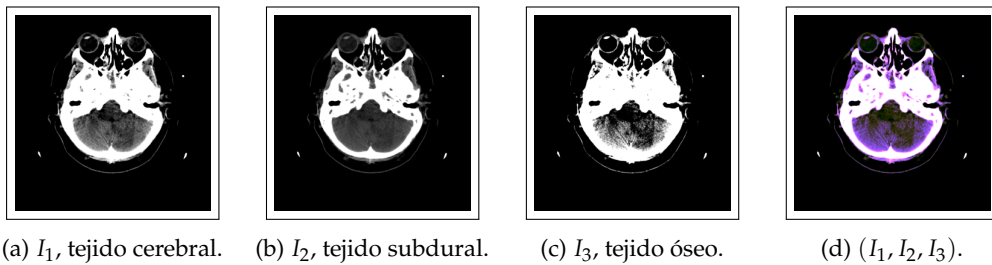 (a) I₁, tejido cerebral.
(b) I₂, tejido subdural.
(c) I₃, tejido óseo.
(d) (I₁, I₂, I₃).